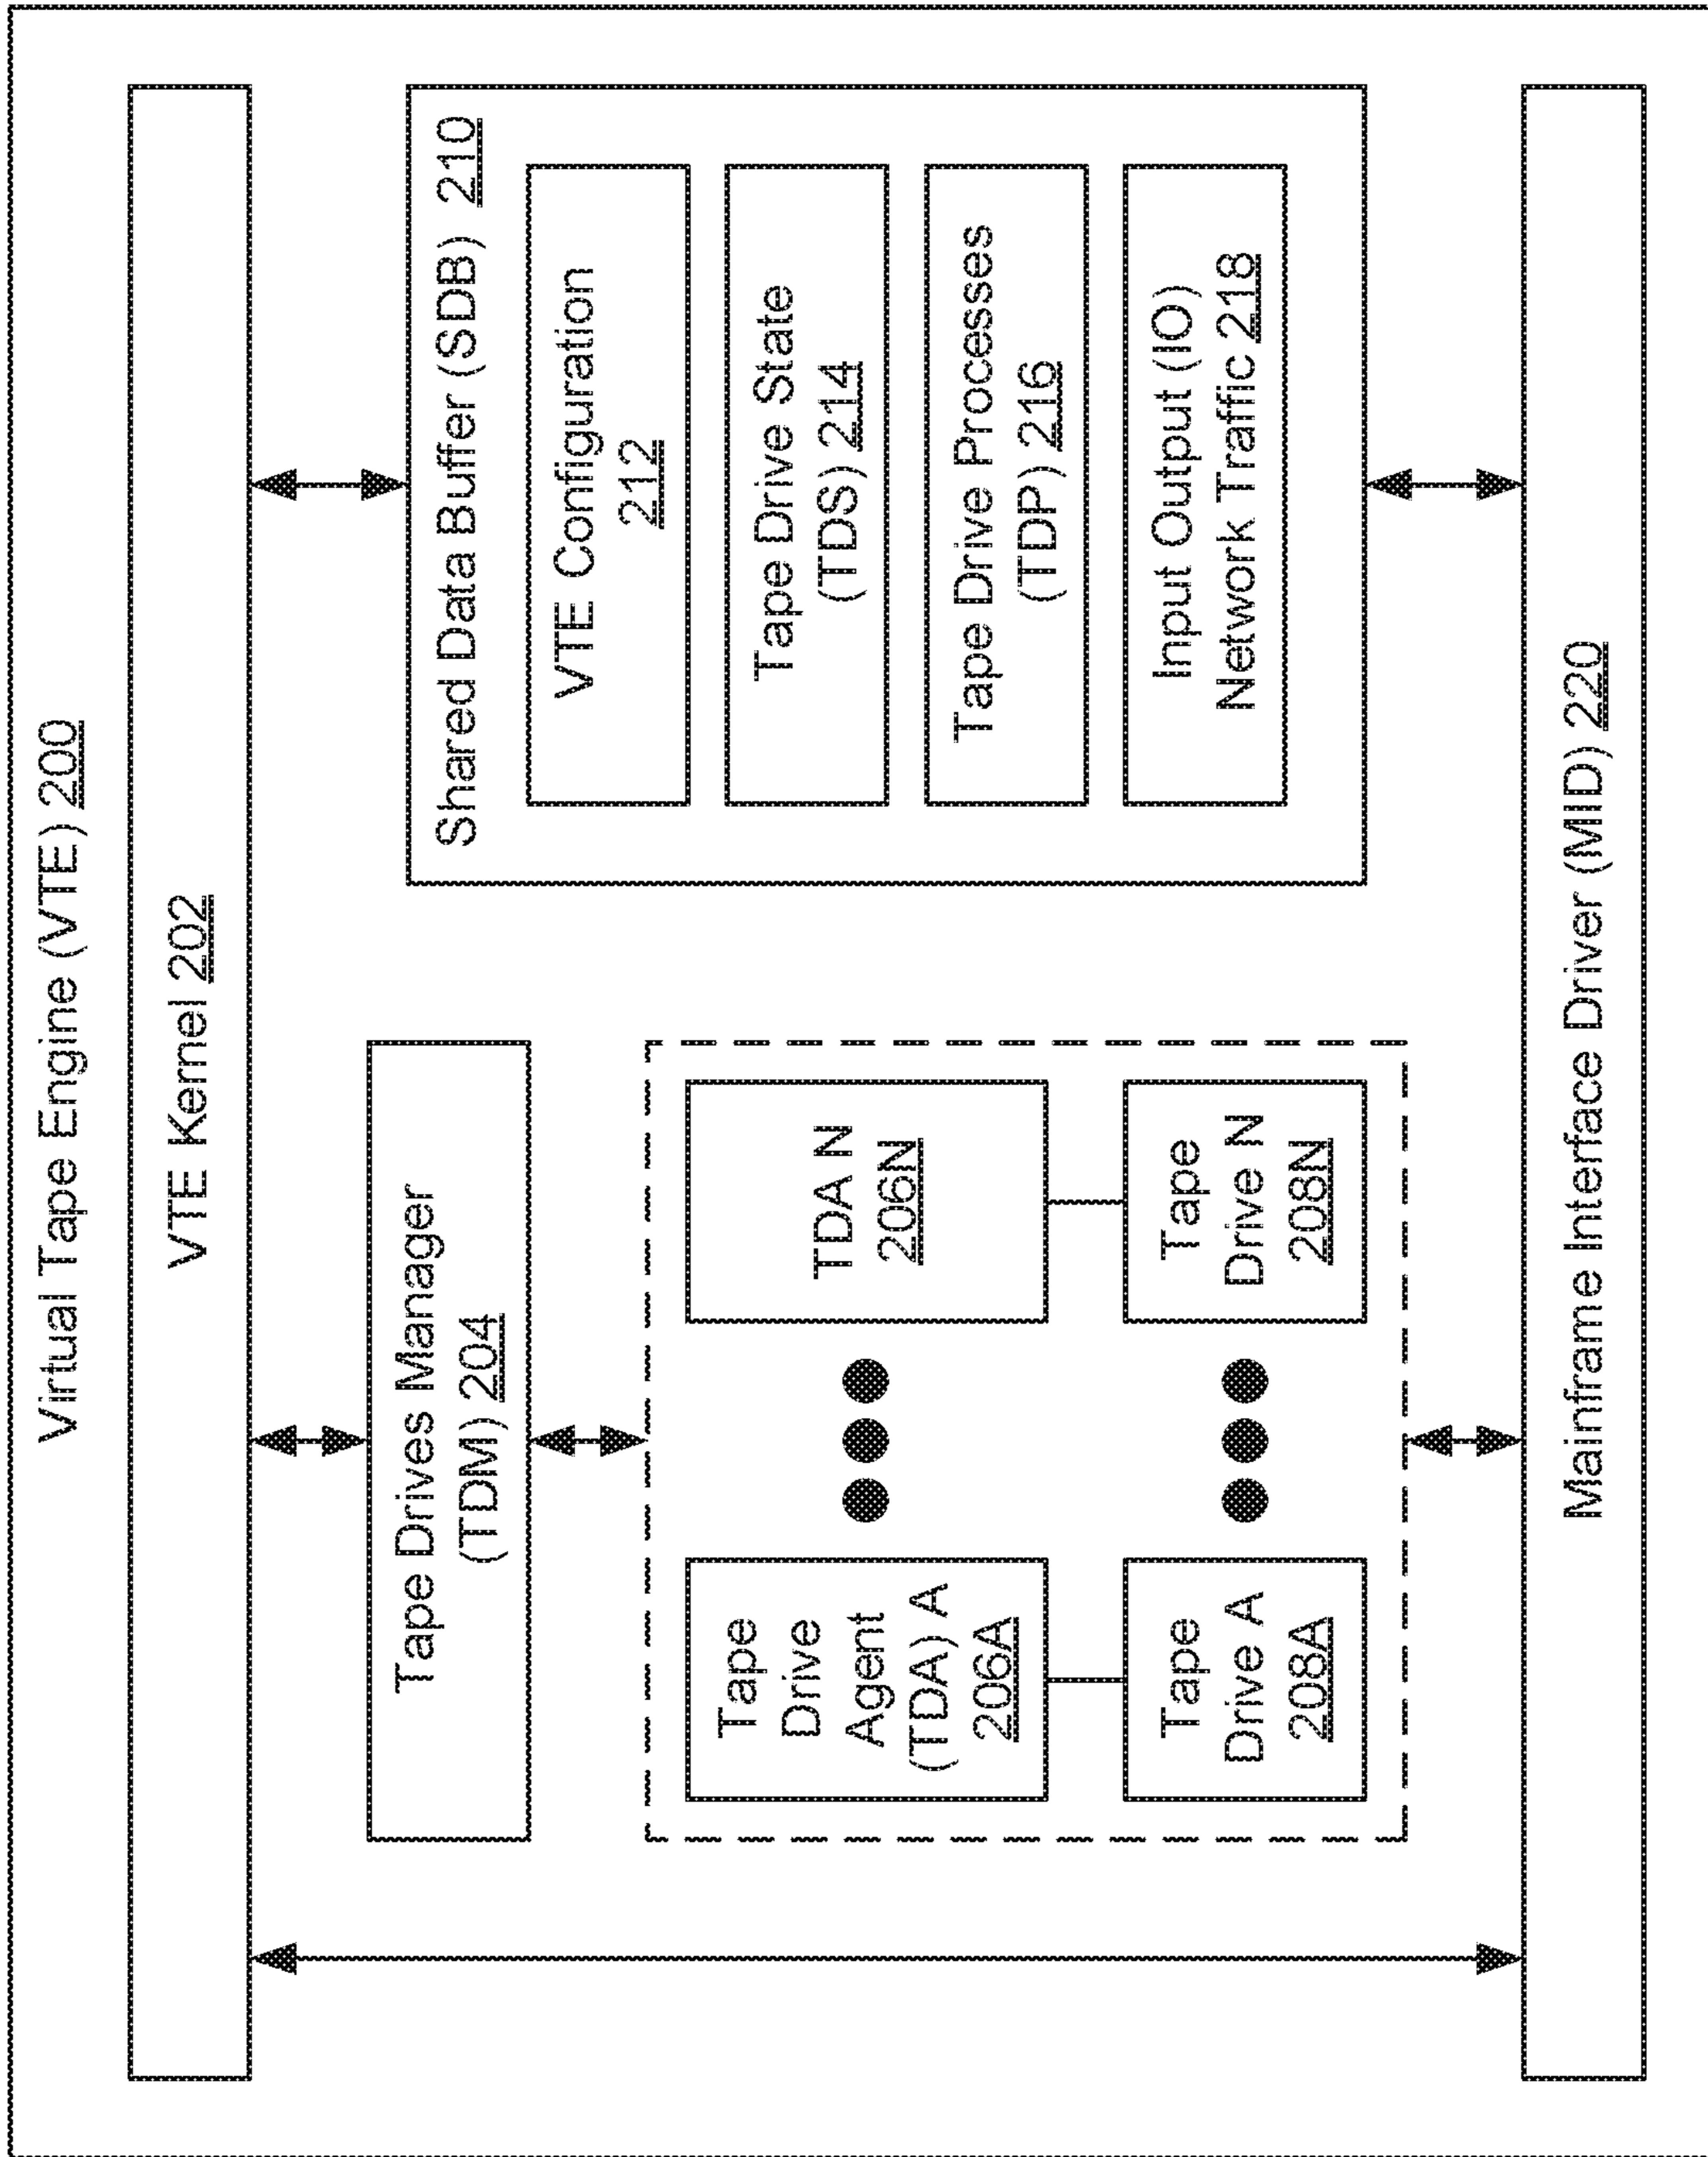 Virtual Tape Engine (VTE) 200
VTE Kernel 202
Tape Drives Manager
(TDM) 204
Tape
Drive
Agent
(TDA) A
206A
TDA N
206N
Tape
Drive A
208A
Tape
Drive N
208N
Shared Data Buffer (SDB) 210
VTE Configuration
212
Tape Drive State
(TDS) 214
Tape Drive Processes
(TDP) 216
Input Output (IO)
Network Traffic 218
Mainframe Interface Driver (MID) 220